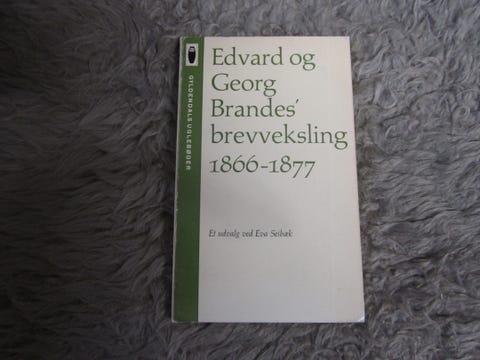 GYLDENDALS UGLEBØGER
Edvard og
Georg
Brandes'
brevveksling
1866-1877
Et udvalg ved Eva Seibæk